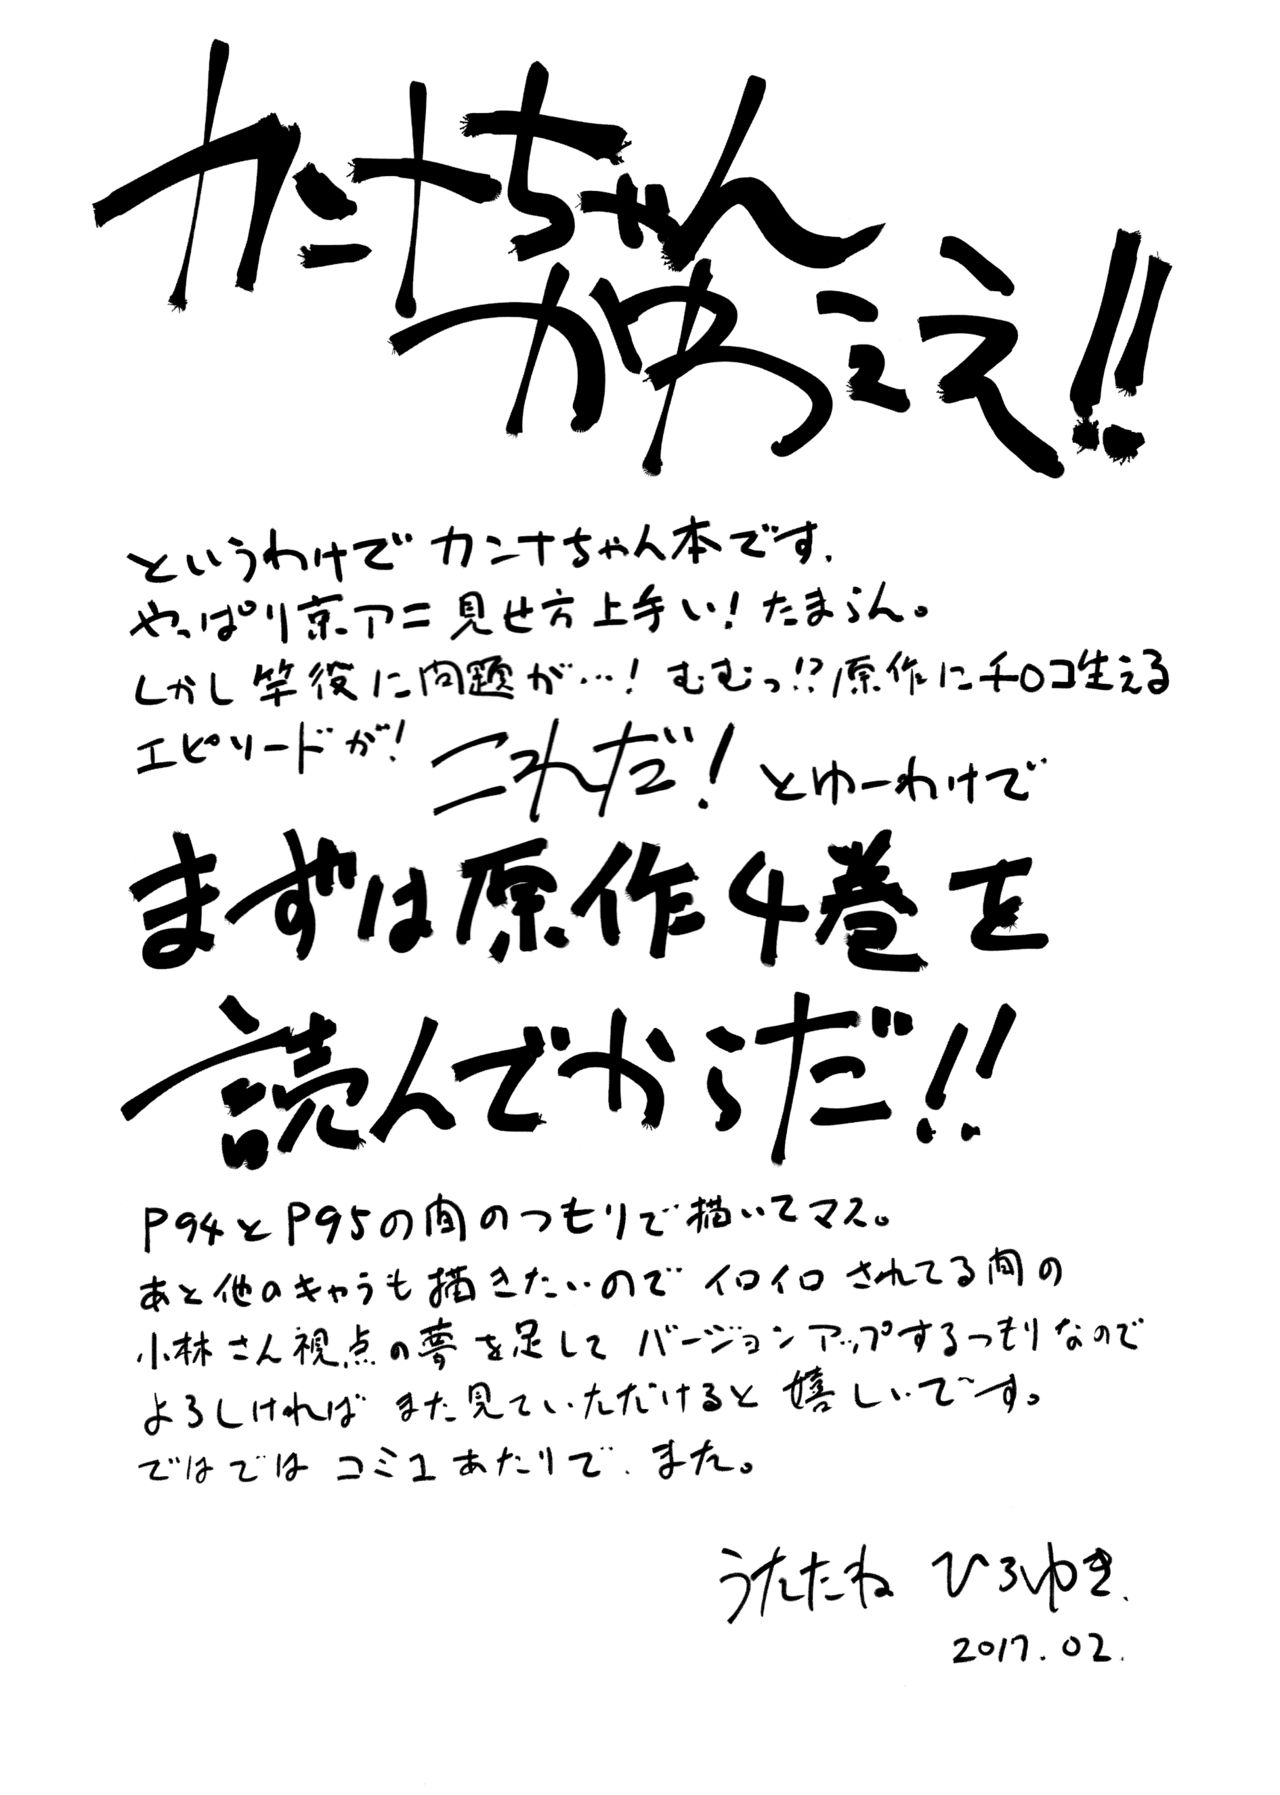 カンナちゃん
かわゆぃぇ!!
というわけで カンナちゃん本です.
やっぱり京アニ 見せ方上手い!たまらん。
しかし 竿役に問題が…!むむっ!?原作にチ○コ生える
エピソードが! これだ! とゆーわけで
まずは原作4巻を
読んでからだ!!
P94とP95の間のつもりで描いてマス。
あと他のキャラも描きたいので イロイロされてる間の
小林さん視点の夢を足して バージョンアップするつもりなので
よろしければ また見ていただけると 嬉しいで~す。
ではでは コミ1あたりで.また。
うたたね ひろゆき.
2017.02.